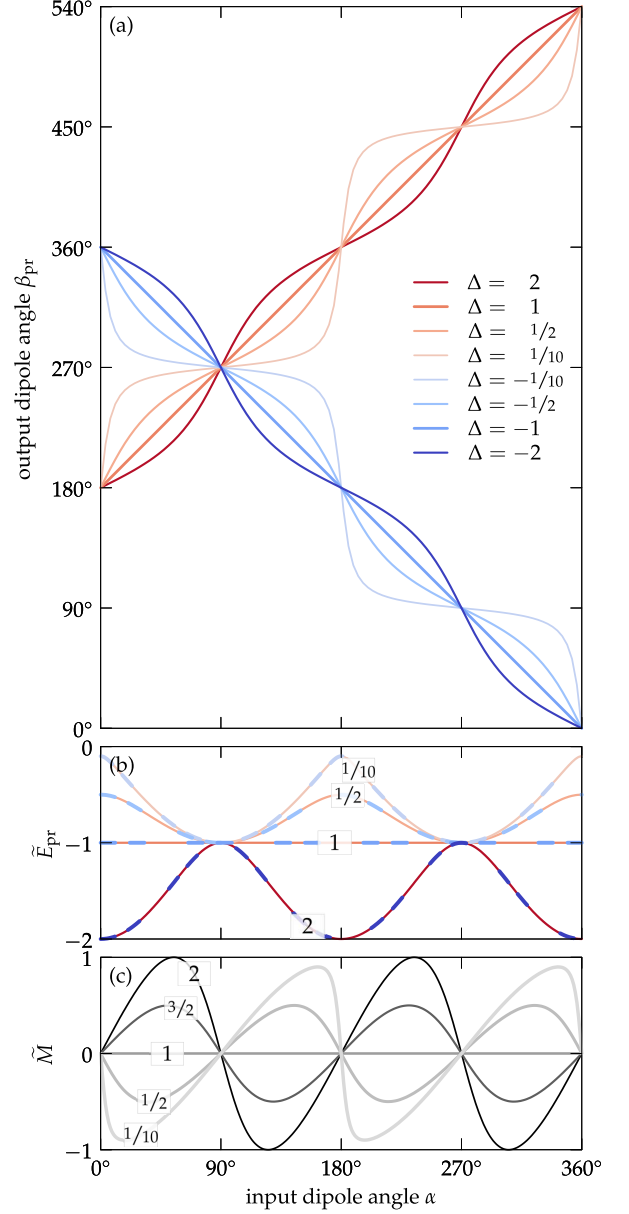 540°
(a)
450°
360°
270°
180°
90°
0°
output dipole angle βpr
Δ = 2
Δ = 1
Δ = 1/2
Δ = 1/10
Δ = −1/10
Δ = −1/2
Δ = −1
Δ = −2
0
(b)
1/10
1/2
1
2
−1
−2
Ẽpr
1
(c)
2
3/2
1
1/2
1/10
0
−1
M̃
0° 90° 180° 270° 360°
input dipole angle α